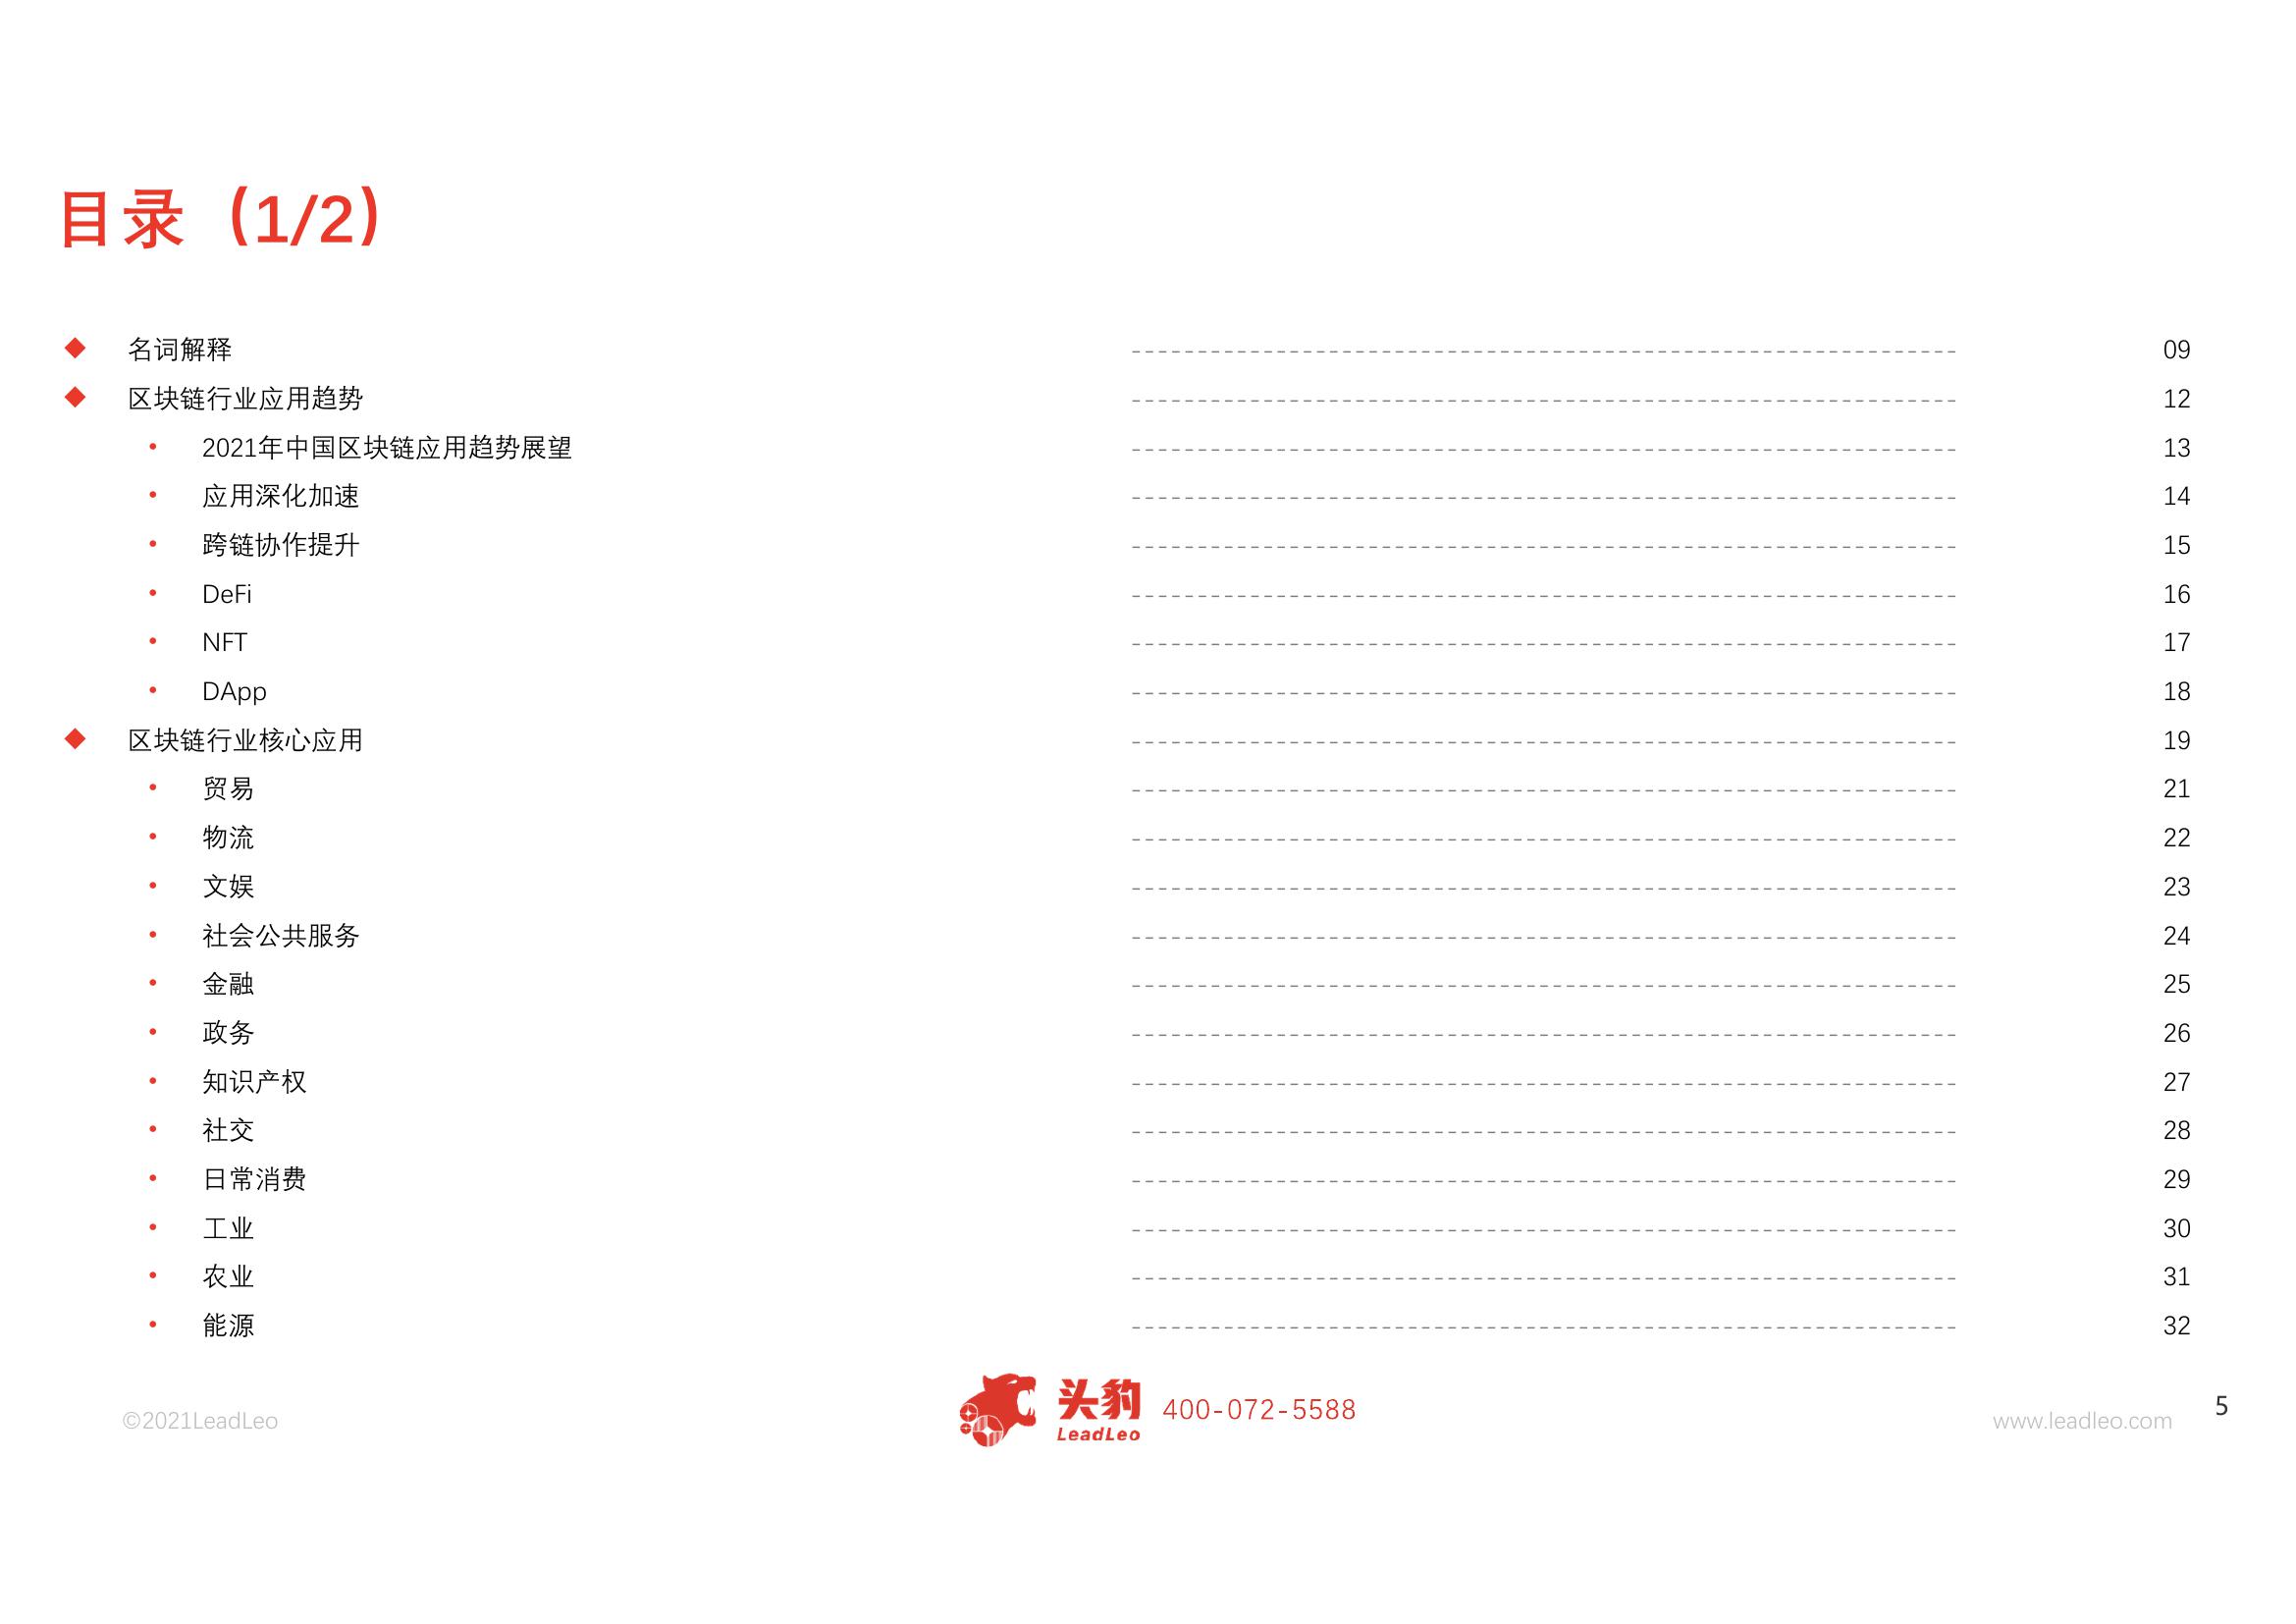 目录（1/2）
◆ 名词解释 ---------------------------------------------------------------- 09
◆ 区块链行业应用趋势 ---------------------------------------------------------------- 12
• 2021年中国区块链应用趋势展望 ---------------------------------------------------------------- 13
• 应用深化加速 ---------------------------------------------------------------- 14
• 跨链协作提升 ---------------------------------------------------------------- 15
• DeFi ---------------------------------------------------------------- 16
• NFT ---------------------------------------------------------------- 17
• DApp ---------------------------------------------------------------- 18
◆ 区块链行业核心应用 ---------------------------------------------------------------- 19
• 贸易 ---------------------------------------------------------------- 21
• 物流 ---------------------------------------------------------------- 22
• 文娱 ---------------------------------------------------------------- 23
• 社会公共服务 ---------------------------------------------------------------- 24
• 金融 ---------------------------------------------------------------- 25
• 政务 ---------------------------------------------------------------- 26
• 知识产权 ---------------------------------------------------------------- 27
• 社交 ---------------------------------------------------------------- 28
• 日常消费 ---------------------------------------------------------------- 29
• 工业 ---------------------------------------------------------------- 30
• 农业 ---------------------------------------------------------------- 31
• 能源 ---------------------------------------------------------------- 32
©2021LeadLeo
头豹
LeadLeo
400-072-5588
www.leadleo.com
5